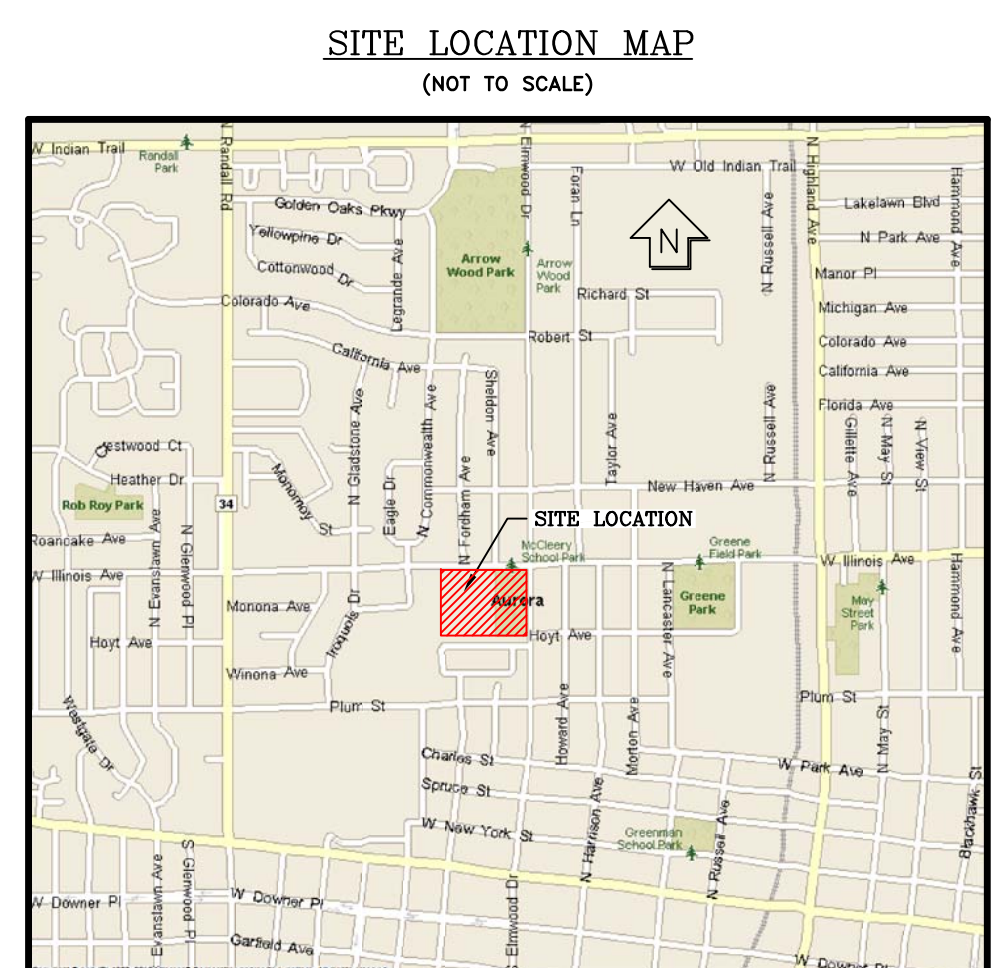 SITE LOCATION MAP
(NOT TO SCALE)
W Indian Trail
Randall
Park
N
Randall Rd
N
Elmwood Dr
Foran Ln
W Old Indian Trail
N Highland Ave
Hammond Ave
Golden Oaks Pkwy
Lakelawn Blvd
Yellowpine Dr
Legrande Ave
N
N Russell Ave
N Park Ave
Cottonwood Dr
Arrow
Wood Park
Arrow
Wood
Park
Manor Pl
Colorado Ave
Richard St
Michigan Ave
Robert St
Colorado Ave
California Ave
Sheldon Ave
California Ave
N Gladstone Ave
N Commonwealth Ave
Taylor Ave
N Russell Ave
Florida Ave
Gillette Ave
N May St
N View St
estwood Ct
Heather Dr
Monomoy St
Eagle Dr
N Fordham Ave
New Haven Ave
Rob Roy Park
34
SITE LOCATION
Roancake Ave
N Evanslawn Ave
N Glenwood Pl
McCleery
School Park
Greene
Field Park
W Illinois Ave
W Illinois Ave
Hammond Ave
Monona Ave
Iroquois Dr
Aurora
N Lancaster Ave
Greene
Park
May
Street
Park
Hoyt Ave
Hoyt Ave
Winona Ave
Plum St
Plum St
Westgate Dr
Howard Ave
Morton Ave
N May St
Charles St
W Park Ave
Spruce St
N Harrison Ave
N Russell Ave
Blackhawk St
W New York St
Greenman
School Park
Evanslawn Ave
S Glenwood Pl
S Elmwood Dr
W Downer Pl
W Downer Pl
Garfield Ave
W Downer Pl